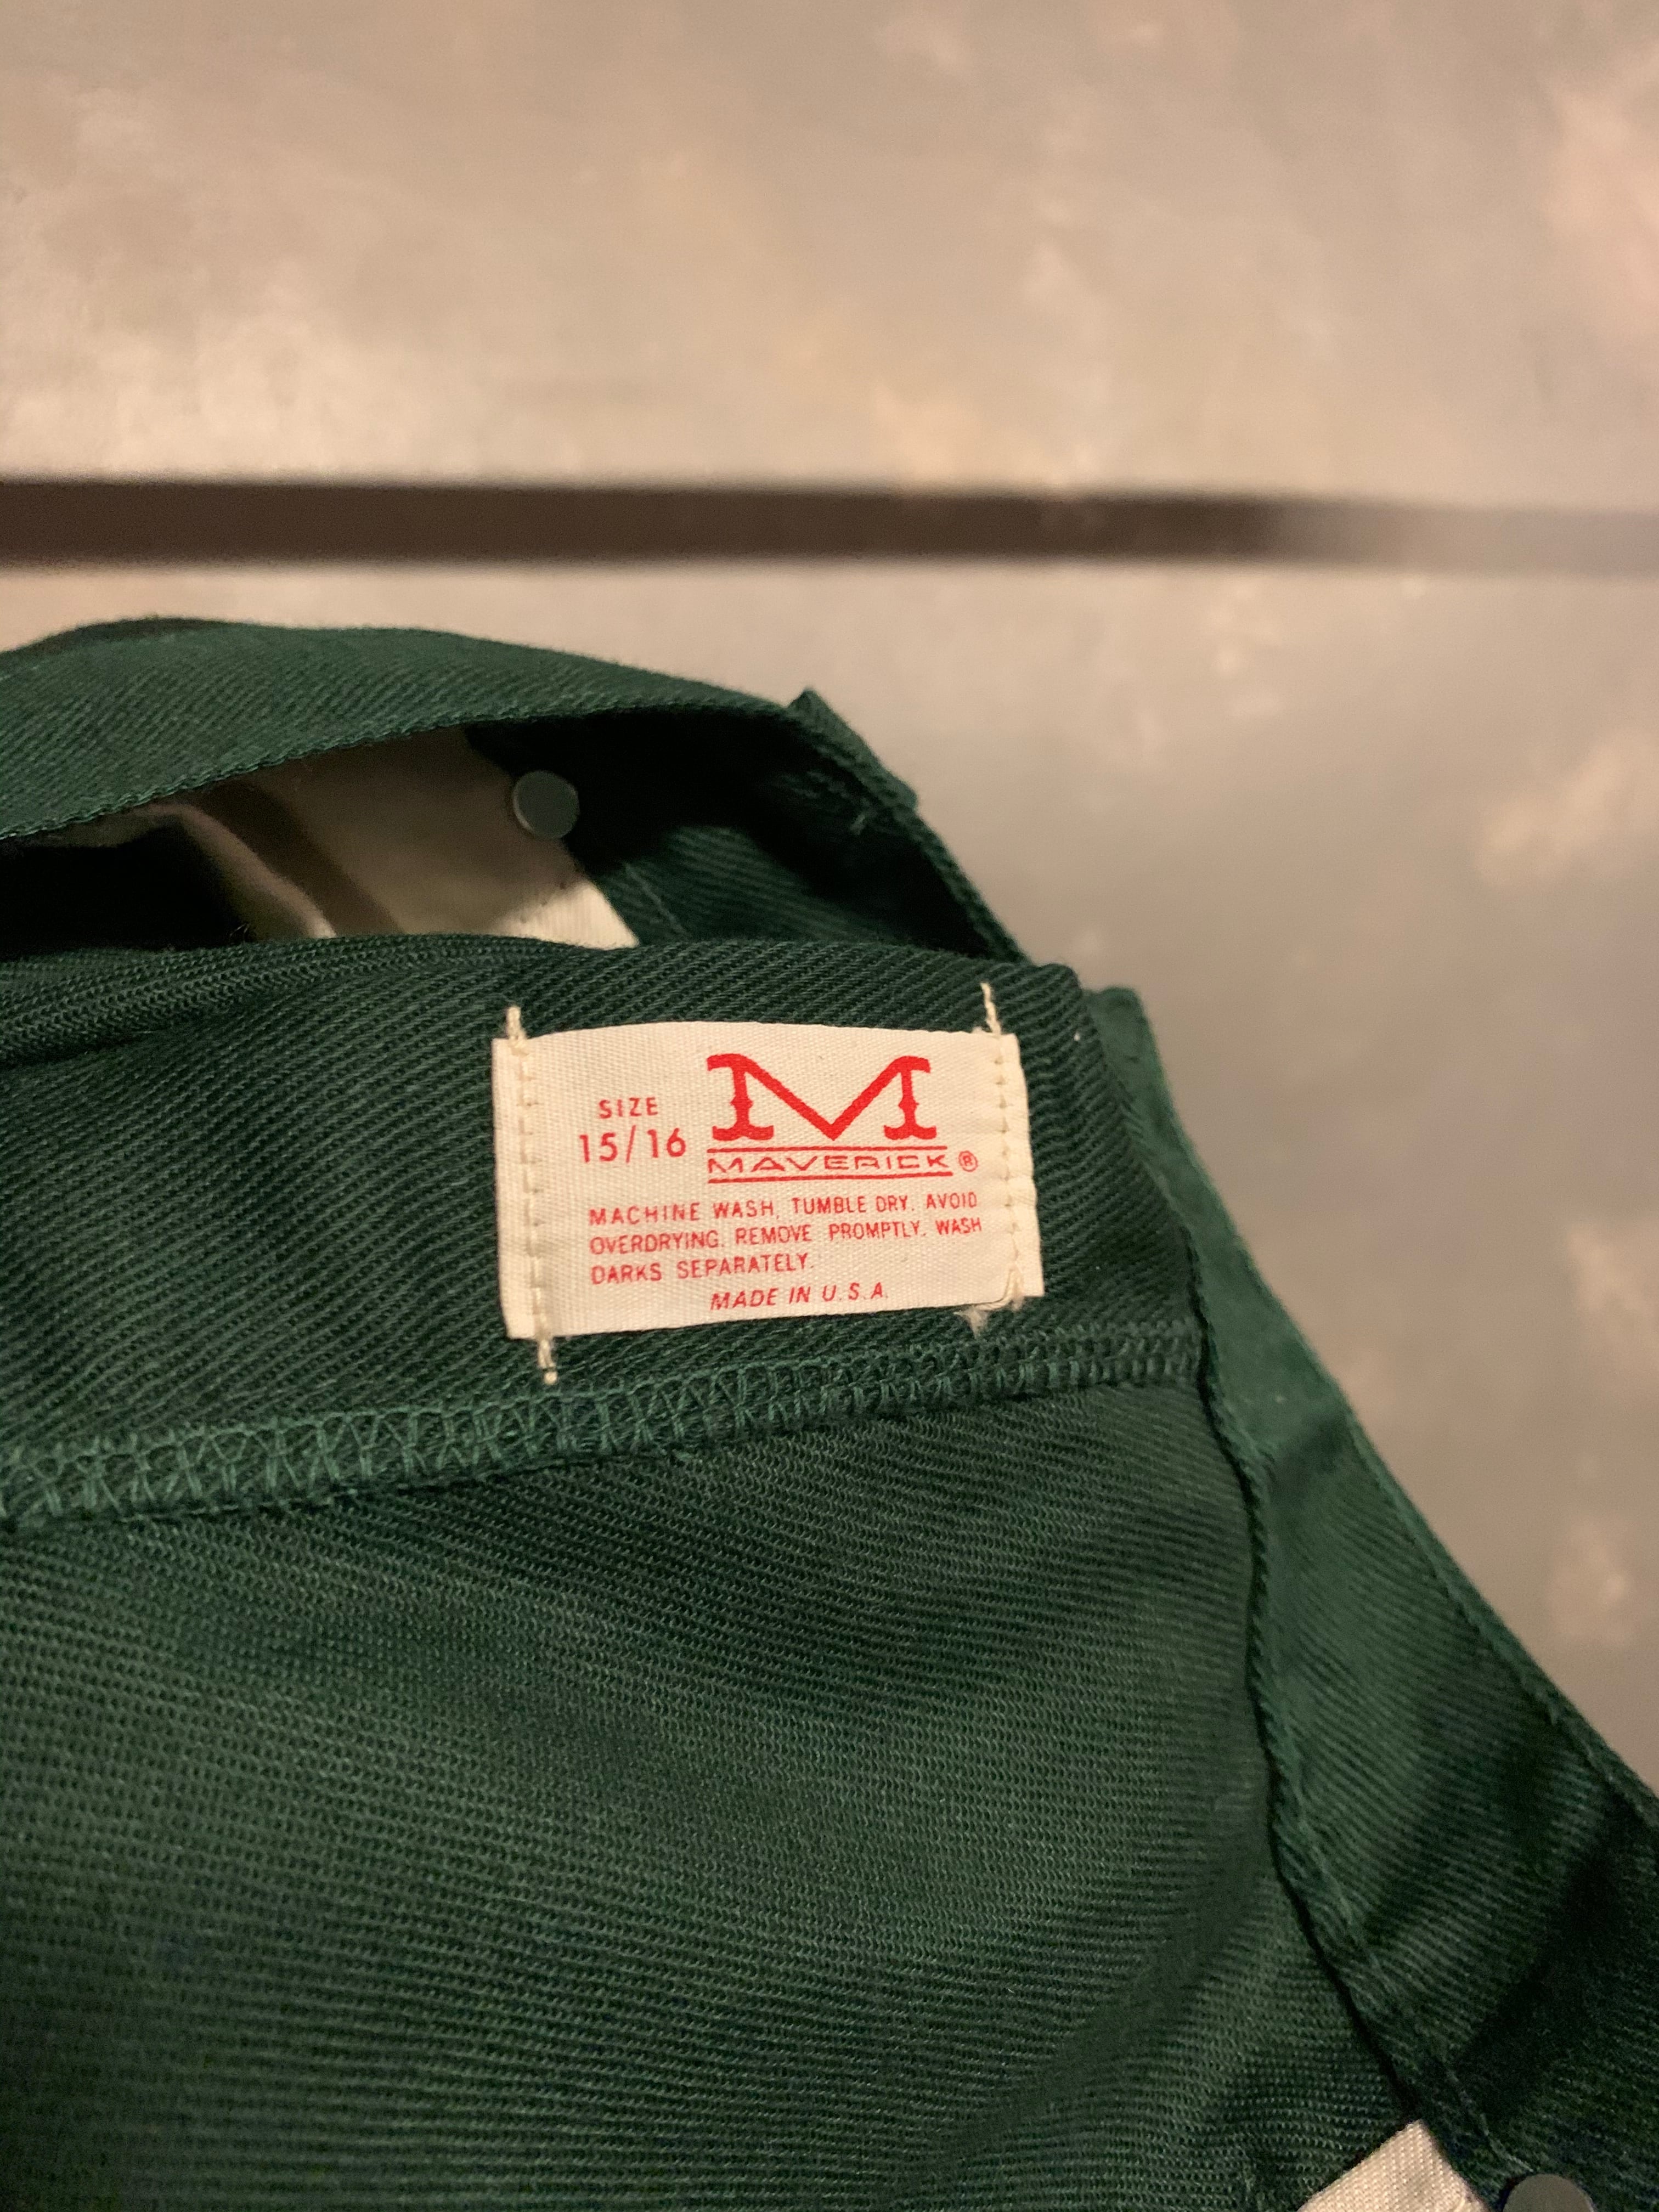 SIZE
15/16
M
MAVERICK®
MACHINE WASH, TUMBLE DRY. AVOID
OVERDRYING. REMOVE PROMPTLY. WASH
DARKS SEPARATELY.
MADE IN U.S.A.